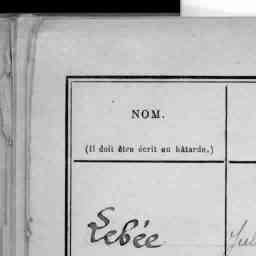 NOM.
(Il doit être écrit en bâtarde.)
Lebée